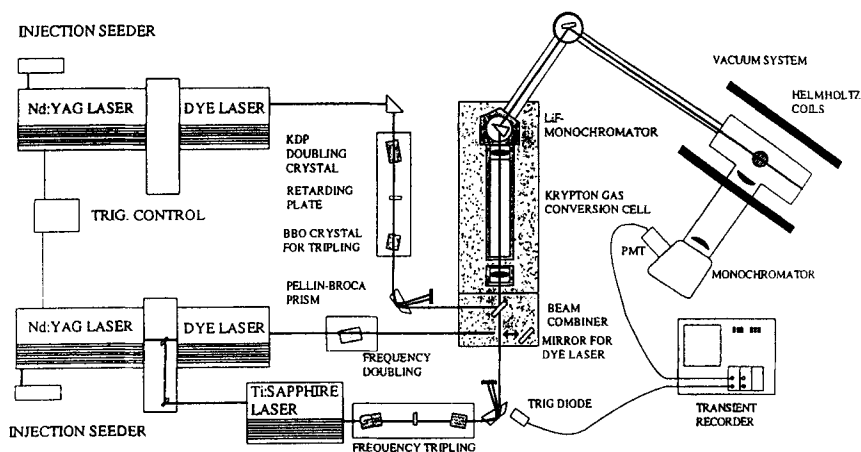 INJECTION SEEDER
Nd:YAG LASER
DYE LASER
TRIG. CONTROL
KDP
DOUBLING
CRYSTAL
RETARDING
PLATE
BBO CRYSTAL
FOR TRIPLING
PELLIN-BROCA
PRISM
LiF-
MONOCHROMATOR
KRYPTON GAS
CONVERSION CELL
VACUUM SYSTEM
HELMHOLTZ
COILS
PMT
MONOCHROMATOR
BEAM
COMBINER
MIRROR FOR
DYE LASER
Nd:YAG LASER
DYE LASER
FREQUENCY
DOUBLING
INJECTION SEEDER
Ti:SAPPHIRE
LASER
FREQUENCY TRIPLING
TRIG DIODE
TRANSIENT
RECORDER